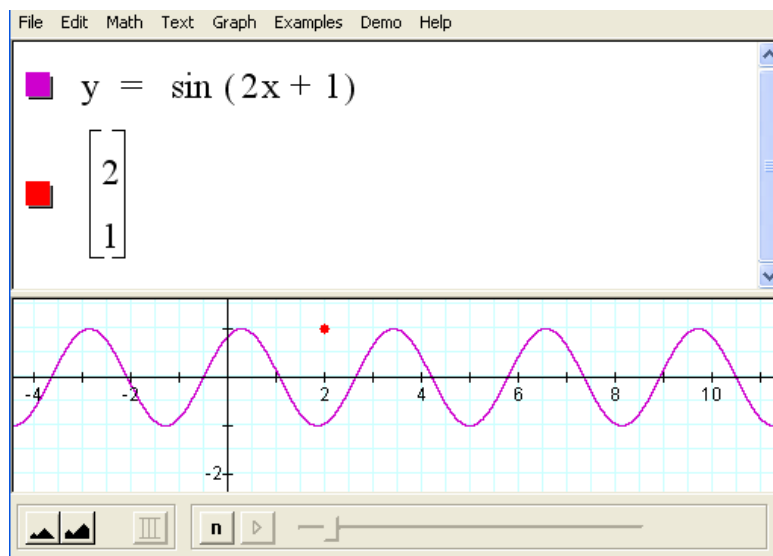 File Edit Math Text Graph Examples Demo Help
y = sin (2x + 1)
2
1
-4 -2 2 4 6 8 10
-2
n